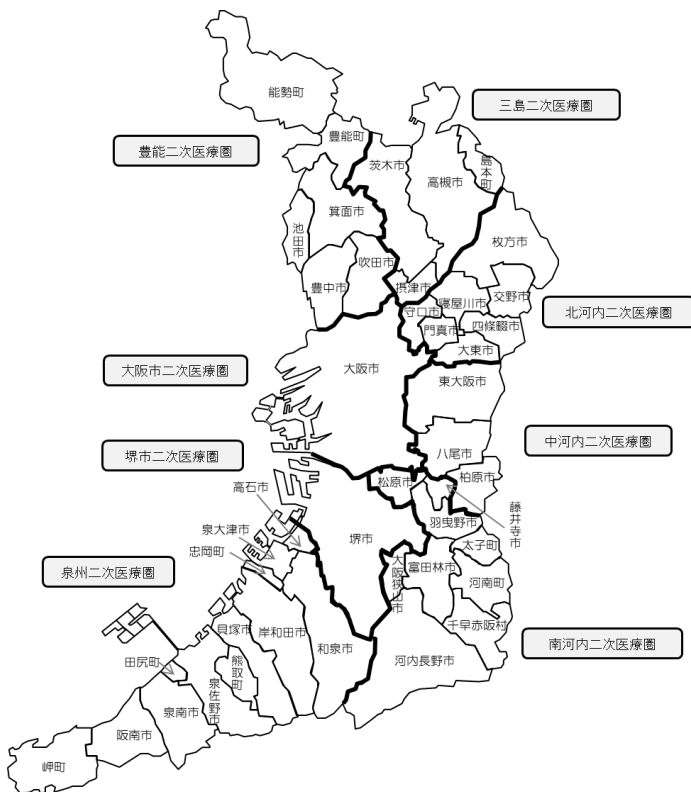 能勢町
三島二次医療圏
豊能町
豊能二次医療圏
茨木市
高槻市
島本町
箕面市
池田市
枚方市
吹田市
豊中市
摂津市
寝屋川市
交野市
守口市
北河内二次医療圏
門真市
四條畷市
大東市
大阪市
大阪市二次医療圏
東大阪市
中河内二次医療圏
八尾市
堺市二次医療圏
柏原市
松原市
高石市
藤井寺市
羽曳野市
泉大津市
堺市
太子町
忠岡町
大阪狭山市
富田林市
泉州二次医療圏
河南町
千早赤阪村
貝塚市
岸和田市
和泉市
南河内二次医療圏
河内長野市
田尻町
熊取町
泉佐野市
泉南市
阪南市
岬町